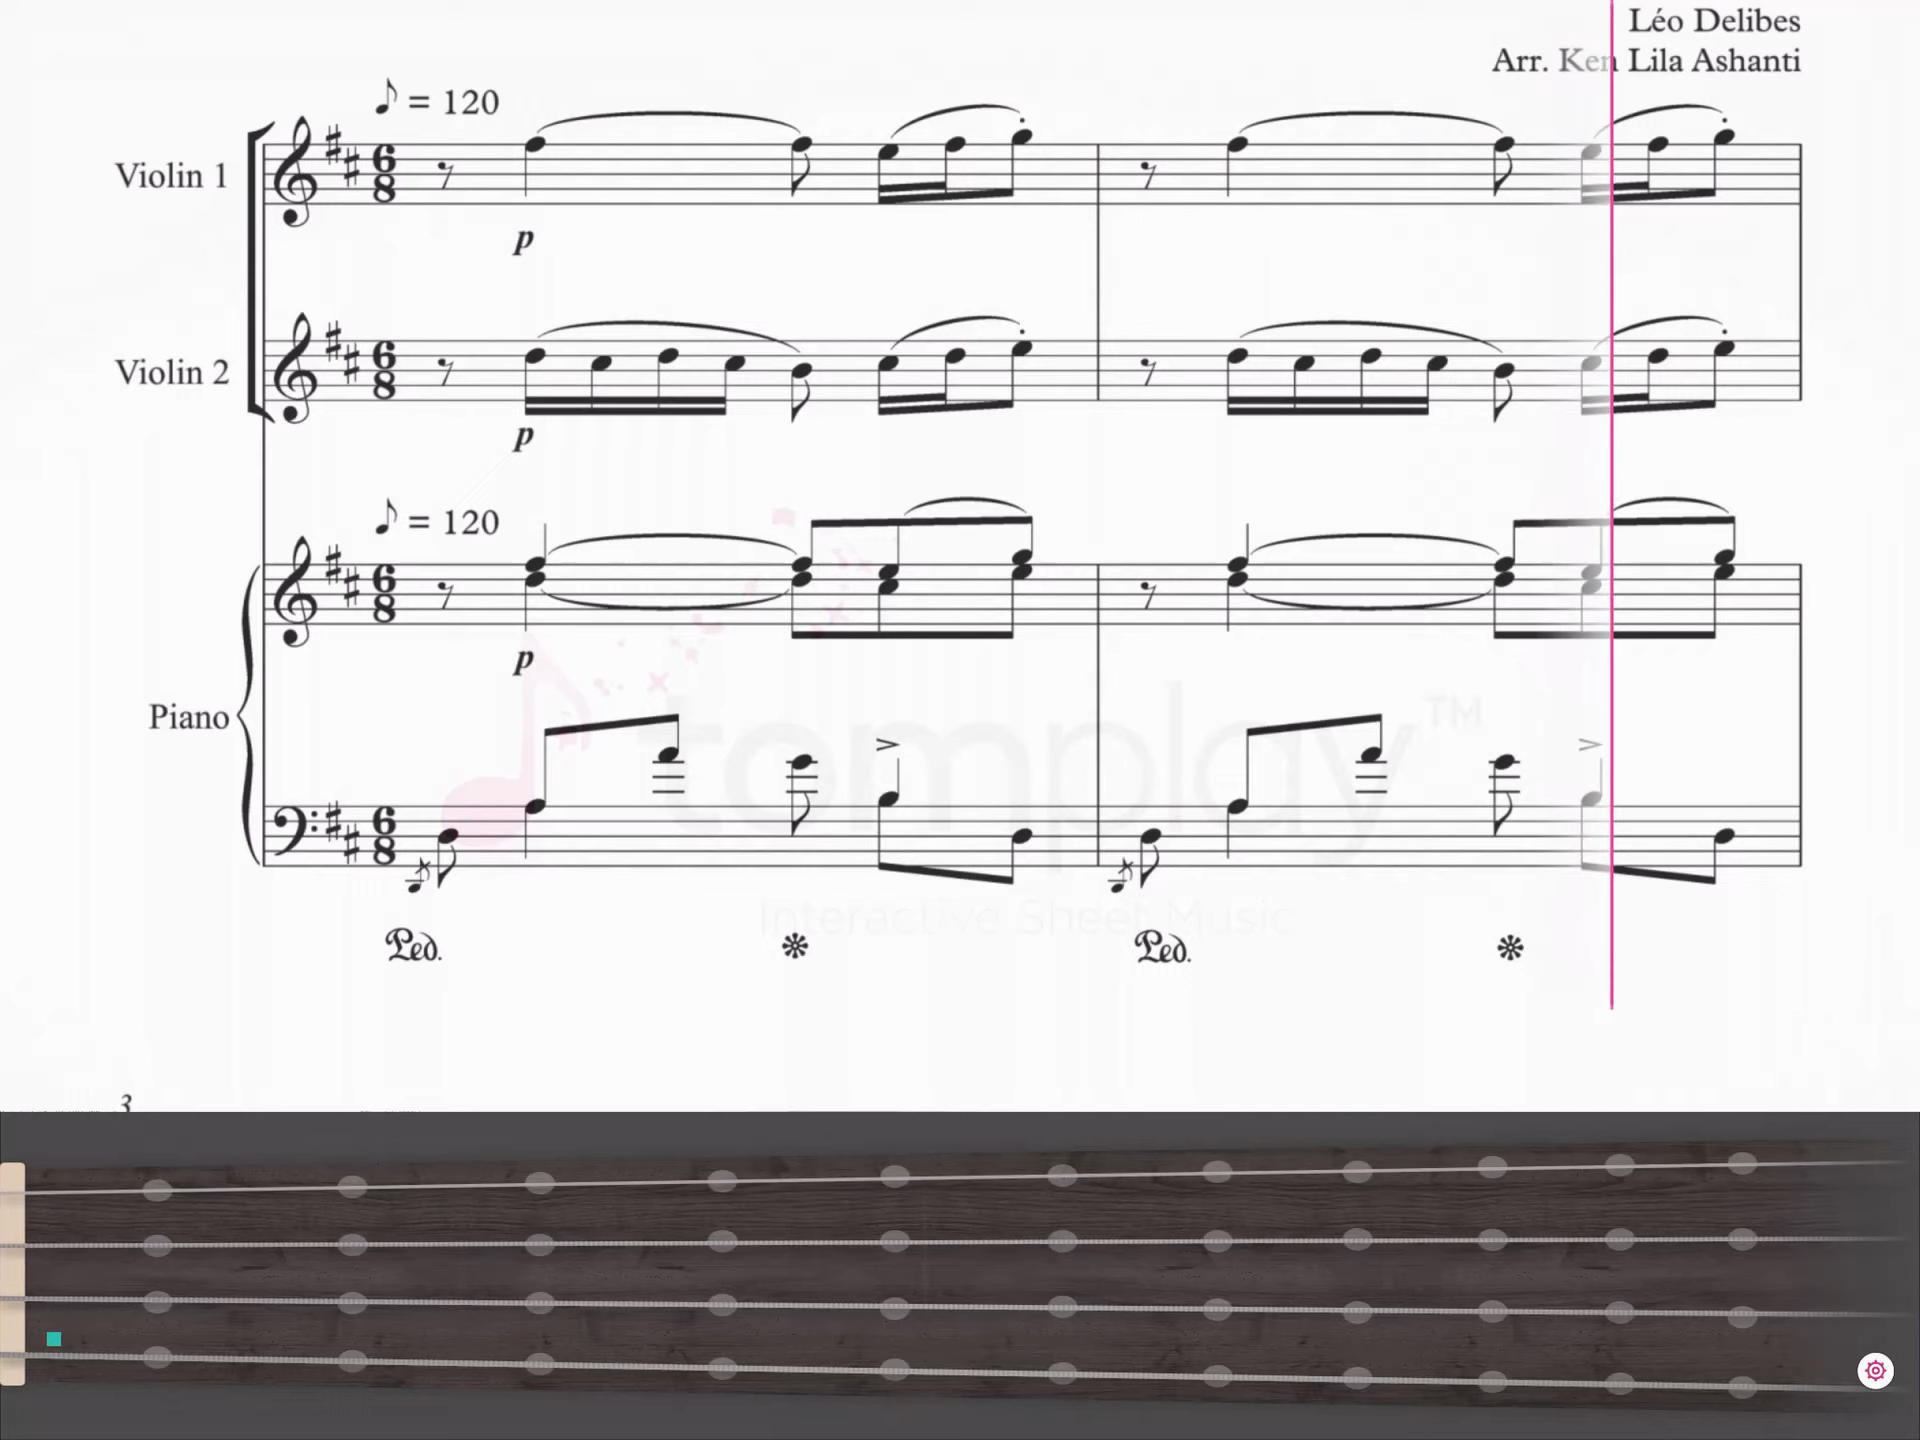 Léo Delibes
Arr. Ken Lila Ashanti
♪ = 120
Violin 1
6
8
p
Violin 2
6
8
p
♪ = 120
Piano
6
8
p
6
8
tomplay™
Interactive Sheet Music
Ped.
Ped.
3